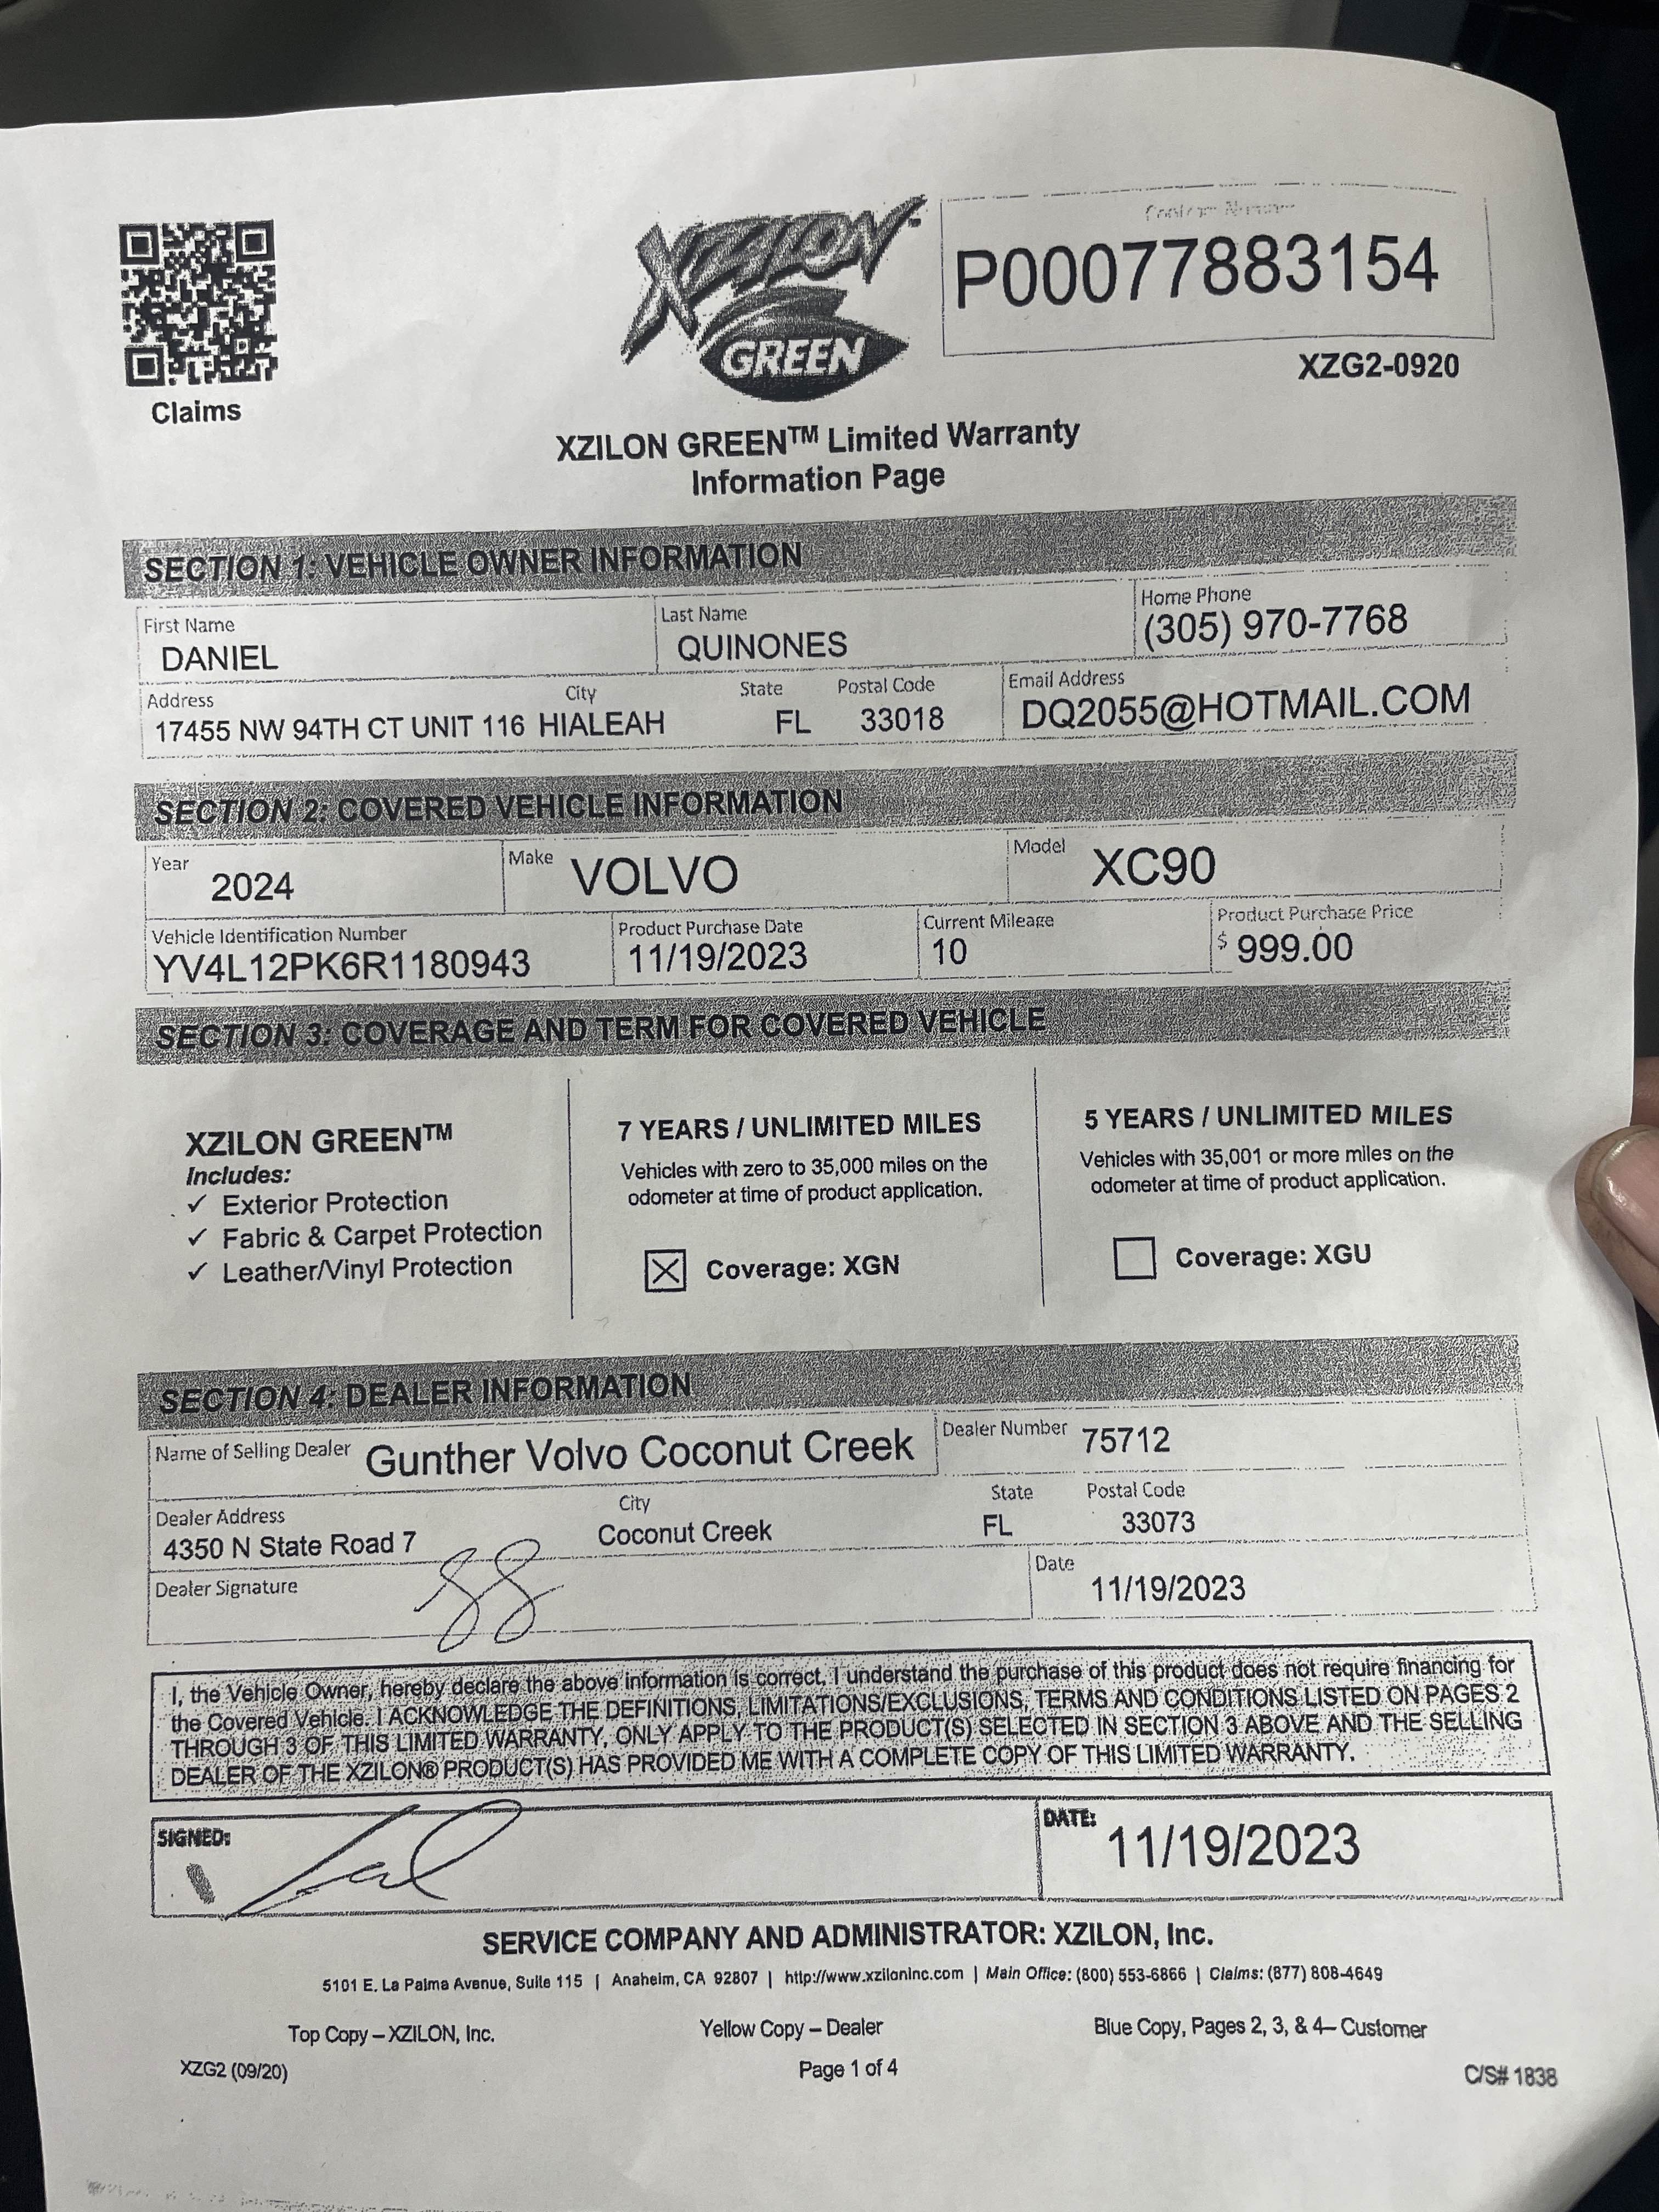 XZILON
GREEN
Contract Number
P00077883154
XZG2-0920
Claims
XZILON GREEN™ Limited Warranty
Information Page
SECTION 1: VEHICLE OWNER INFORMATION
First Name
DANIEL
Last Name
QUINONES
Home Phone
(305) 970-7768
Address
17455 NW 94TH CT UNIT 116
City
HIALEAH
State
FL
Postal Code
33018
Email Address
DQ2055@HOTMAIL.COM
SECTION 2: COVERED VEHICLE INFORMATION
Year
2024
Make
VOLVO
Model
XC90
Vehicle Identification Number
YV4L12PK6R1180943
Product Purchase Date
11/19/2023
Current Mileage
10
Product Purchase Price
$ 999.00
SECTION 3: COVERAGE AND TERM FOR COVERED VEHICLE
XZILON GREEN™
Includes:
✓ Exterior Protection
✓ Fabric & Carpet Protection
✓ Leather/Vinyl Protection
7 YEARS / UNLIMITED MILES
Vehicles with zero to 35,000 miles on the
odometer at time of product application.
☒ Coverage: XGN
5 YEARS / UNLIMITED MILES
Vehicles with 35,001 or more miles on the
odometer at time of product application.
☐ Coverage: XGU
SECTION 4: DEALER INFORMATION
Name of Selling Dealer Gunther Volvo Coconut Creek
Dealer Number 75712
Dealer Address
4350 N State Road 7
City
Coconut Creek
State
FL
Postal Code
33073
Dealer Signature
Date
11/19/2023
I, the Vehicle Owner, hereby declare the above information is correct. I understand the purchase of this product does not require financing for
the Covered Vehicle. I ACKNOWLEDGE THE DEFINITIONS, LIMITATIONS/EXCLUSIONS, TERMS AND CONDITIONS LISTED ON PAGES 2
THROUGH 3 OF THIS LIMITED WARRANTY, ONLY APPLY TO THE PRODUCT(S) SELECTED IN SECTION 3 ABOVE AND THE SELLING
DEALER OF THE XZILON® PRODUCT(S) HAS PROVIDED ME WITH A COMPLETE COPY OF THIS LIMITED WARRANTY.
SIGNED:
DATE:
11/19/2023
SERVICE COMPANY AND ADMINISTRATOR: XZILON, Inc.
5101 E. La Palma Avenue, Suite 115 | Anaheim, CA 92807 | http://www.xziloninc.com | Main Office: (800) 553-6866 | Claims: (877) 808-4649
Top Copy – XZILON, Inc.
Yellow Copy – Dealer
Blue Copy, Pages 2, 3, & 4– Customer
XZG2 (09/20)
Page 1 of 4
C/S# 1838